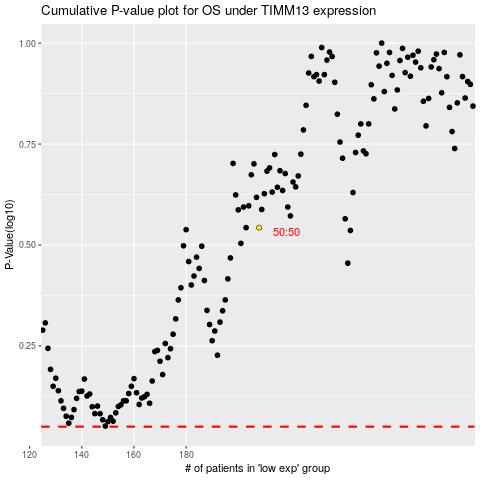 Cumulative P-value plot for OS under TIMM13 expression
P-Value(log10)
1.00
0.75
0.50
0.25
50:50
120 140 160 180
# of patients in 'low exp' group